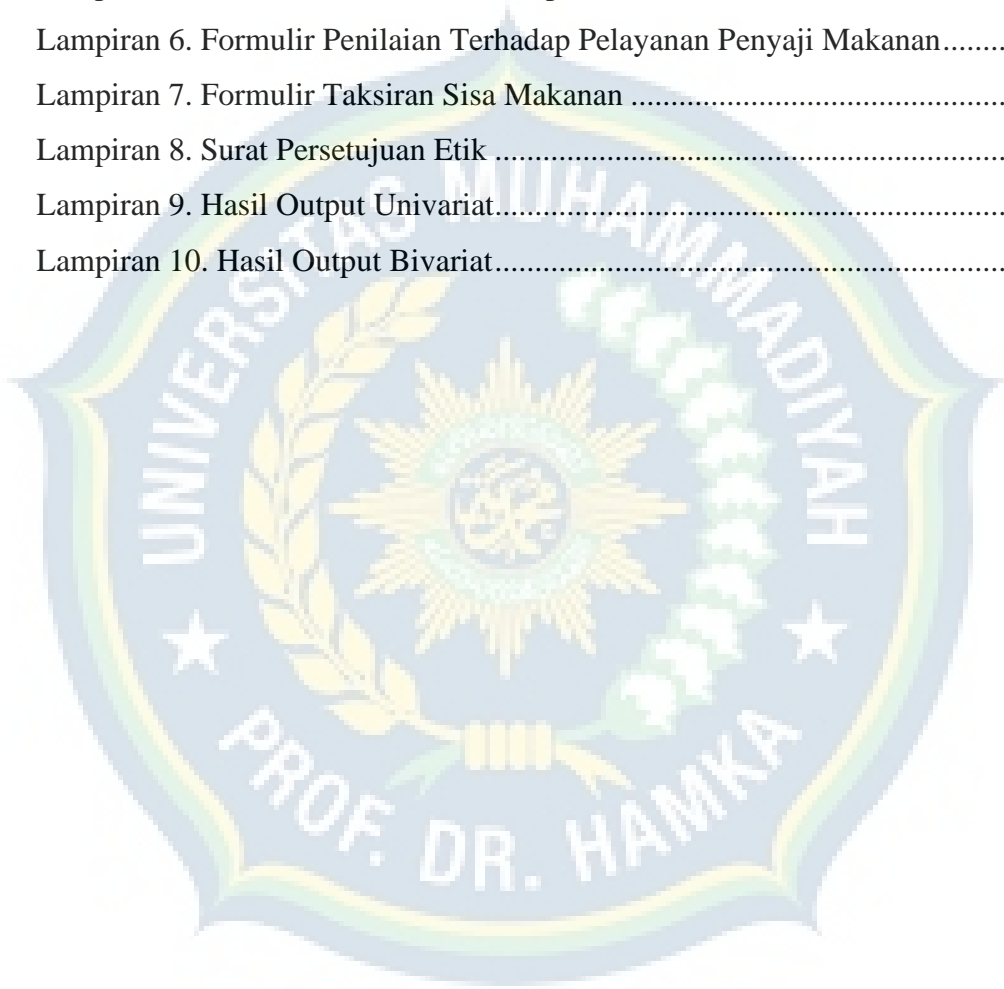 Lampiran 6. Formulir Penilaian Terhadap Pelayanan Penyaji Makanan........
Lampiran 7. Formulir Taksiran Sisa Makanan ...............................................
Lampiran 8. Surat Persetujuan Etik ................................................................
Lampiran 9. Hasil Output Univariat................................................................
Lampiran 10. Hasil Output Bivariat................................................................
UNIVERSITAS MUHAMMADIYAH
PROF. DR. HAMKA